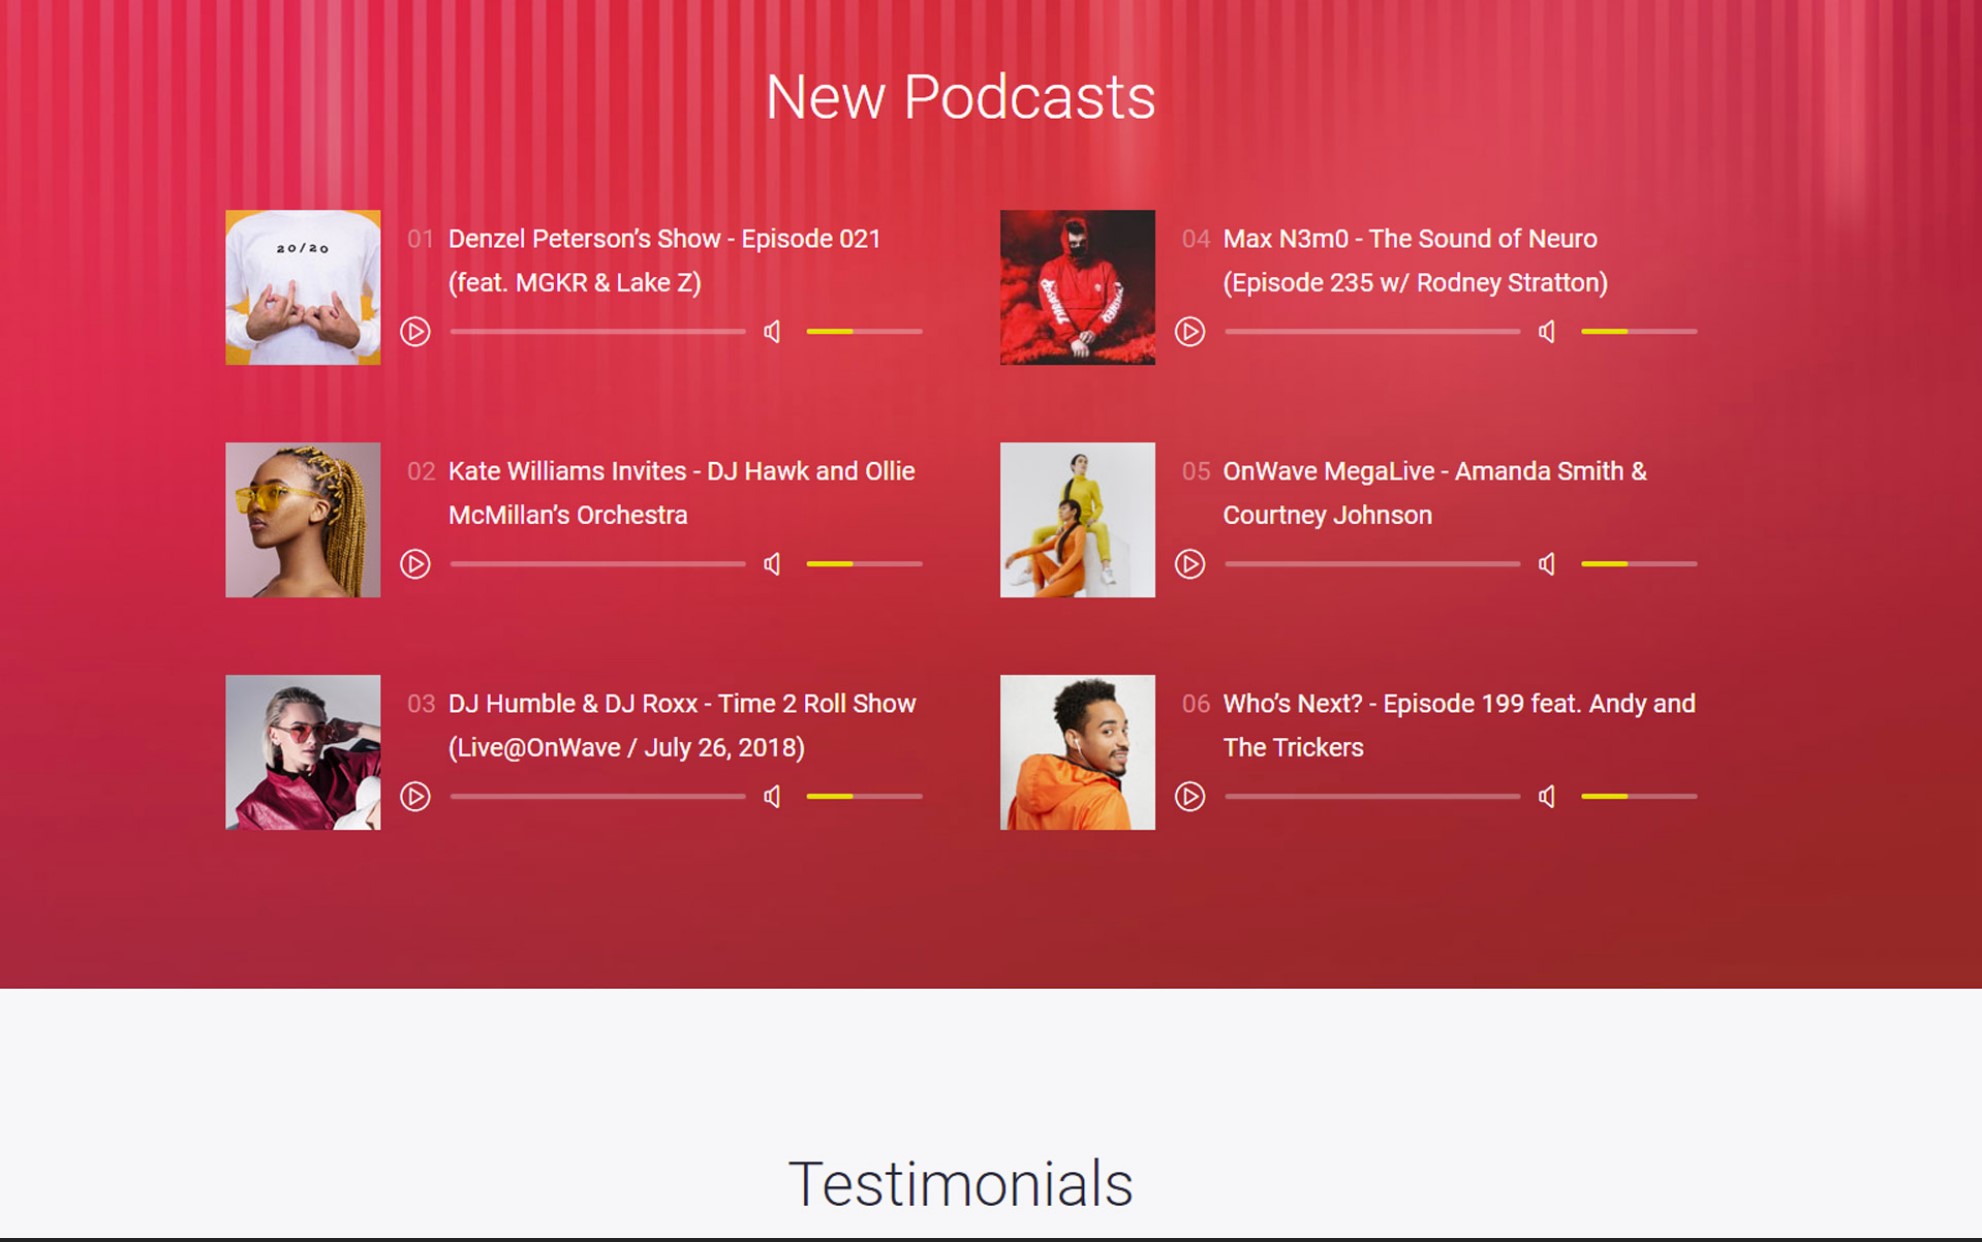 New Podcasts
20/20
01 Denzel Peterson’s Show - Episode 021
(feat. MGKR & Lake Z)
02 Kate Williams Invites - DJ Hawk and Ollie
McMillan’s Orchestra
03 DJ Humble & DJ Roxx - Time 2 Roll Show
(Live@OnWave / July 26, 2018)
04 Max N3m0 - The Sound of Neuro
(Episode 235 w/ Rodney Stratton)
05 OnWave MegaLive - Amanda Smith &
Courtney Johnson
06 Who’s Next? - Episode 199 feat. Andy and
The Trickers
Testimonials